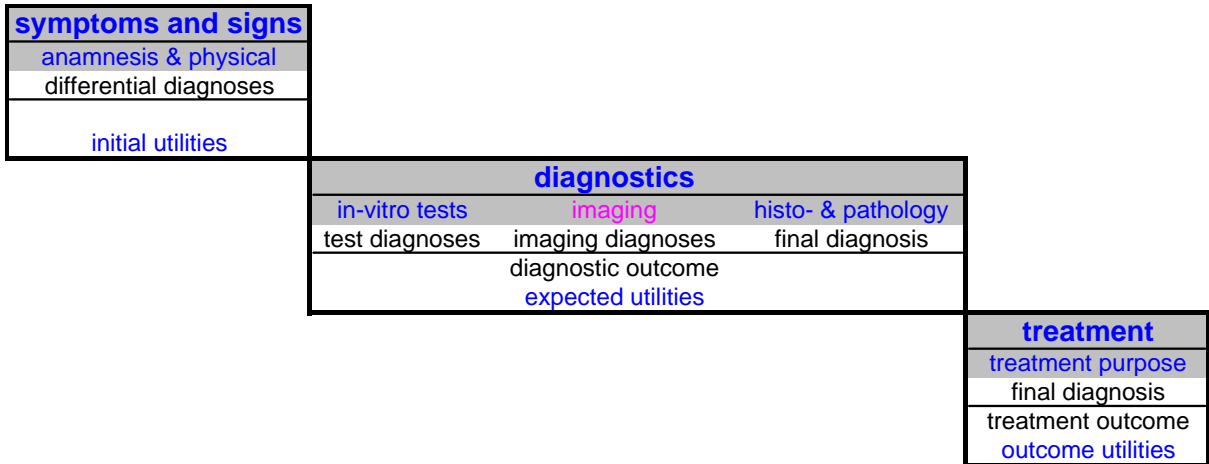 symptoms and signs
anamnesis & physical
differential diagnoses
initial utilities
diagnostics
in-vitro tests imaging histo- & pathology
test diagnoses imaging diagnoses final diagnosis
diagnostic outcome
expected utilities
treatment
treatment purpose
final diagnosis
treatment outcome
outcome utilities